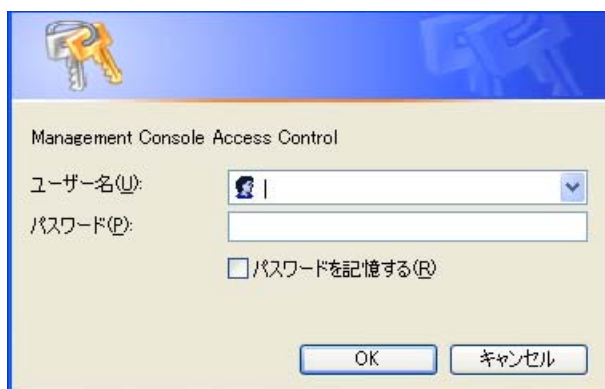 Management Console Access Control
ユーザー名(U):
パスワード(P):
パスワードを記憶する(R)
OK
キャンセル